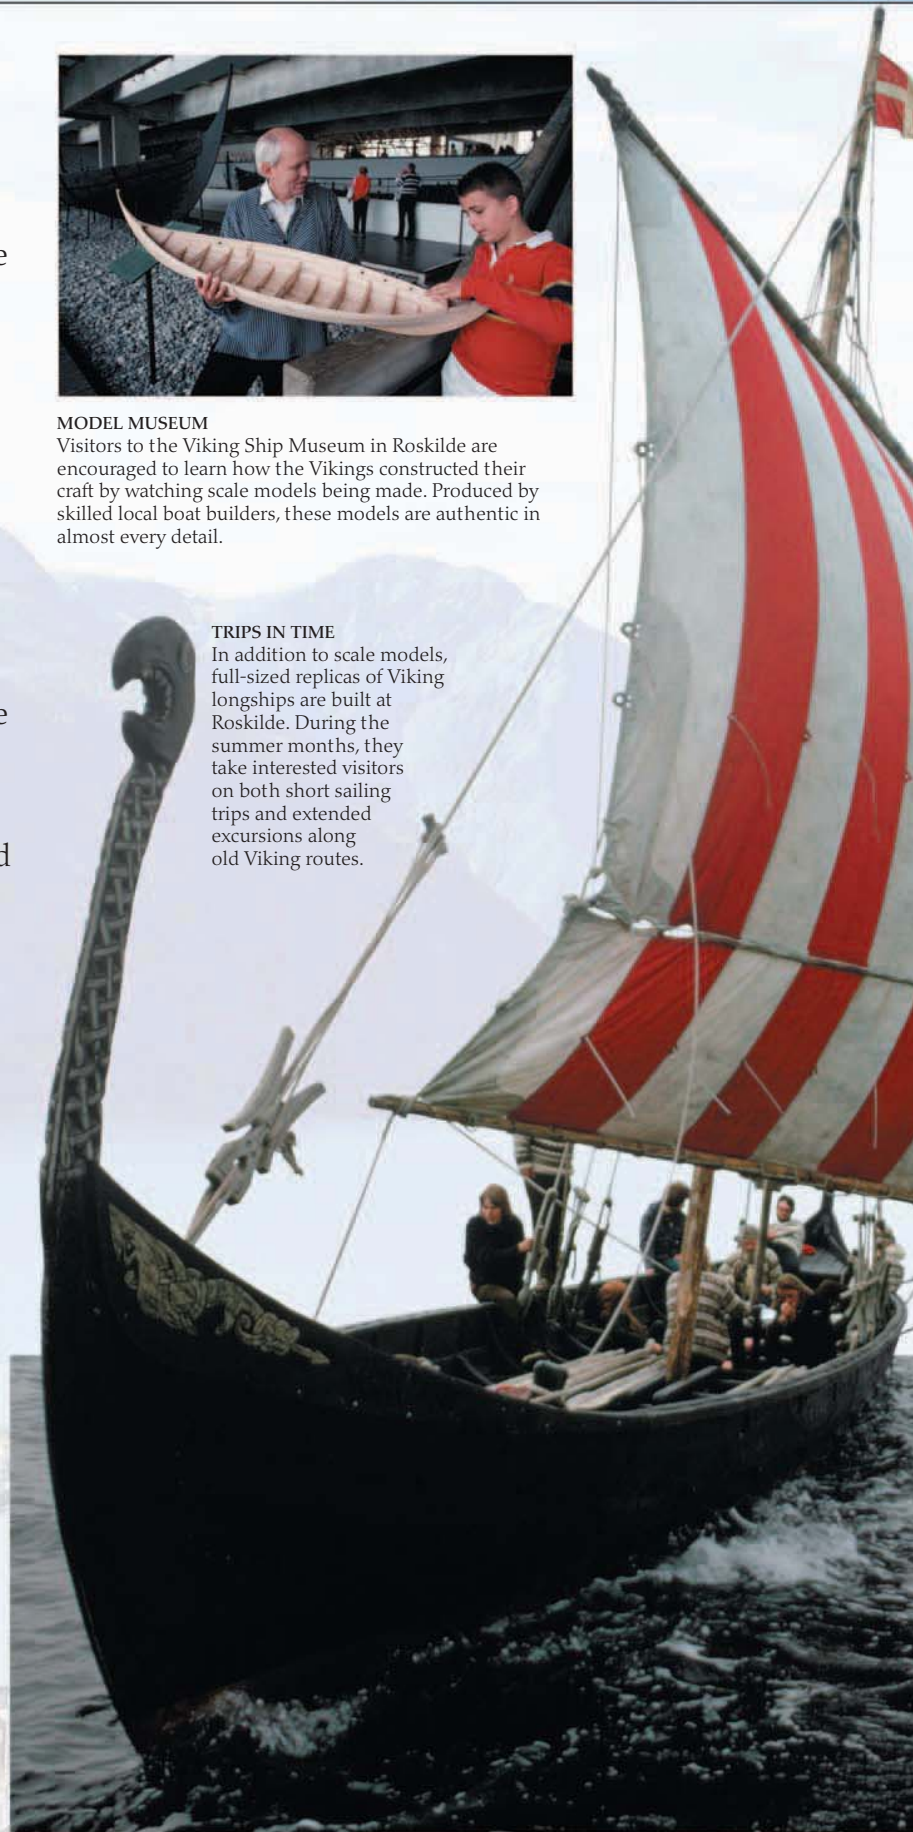 e
MODEL MUSEUM
Visitors to the Viking Ship Museum in Roskilde are
encouraged to learn how the Vikings constructed their
craft by watching scale models being made. Produced by
skilled local boat builders, these models are authentic in
almost every detail.
TRIPS IN TIME
In addition to scale models,
full-sized replicas of Viking
longships are built at
Roskilde. During the
summer months, they
take interested visitors
on both short sailing
trips and extended
excursions along
old Viking routes.
e
d